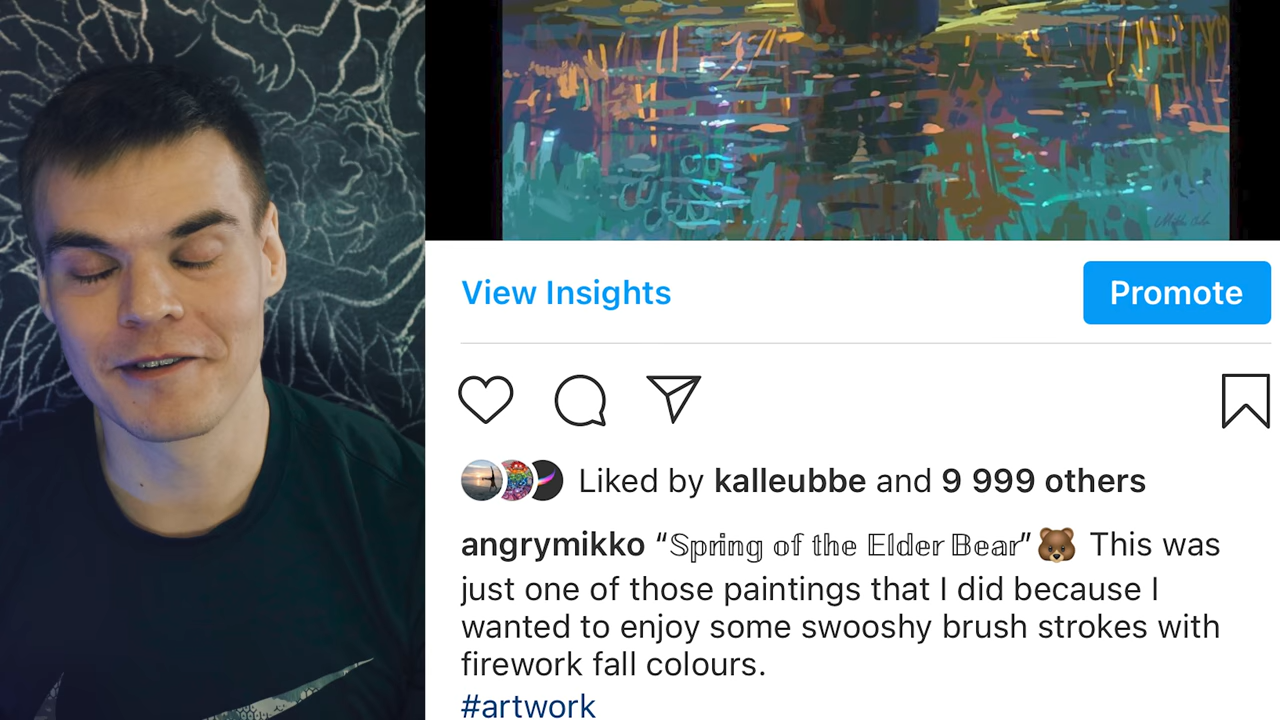 View Insights
Promote
Liked by kalleubbe and 9 999 others
angrymikko “𝕊𝕡𝕣𝕚𝕟𝕘 𝕠𝕗 𝕥𝕙𝕖 𝔼𝕝𝕕𝕖𝕣 𝔹𝕖𝕒𝕣”🐻 This was
just one of those paintings that I did because I
wanted to enjoy some swooshy brush strokes with
firework fall colours.
#artwork